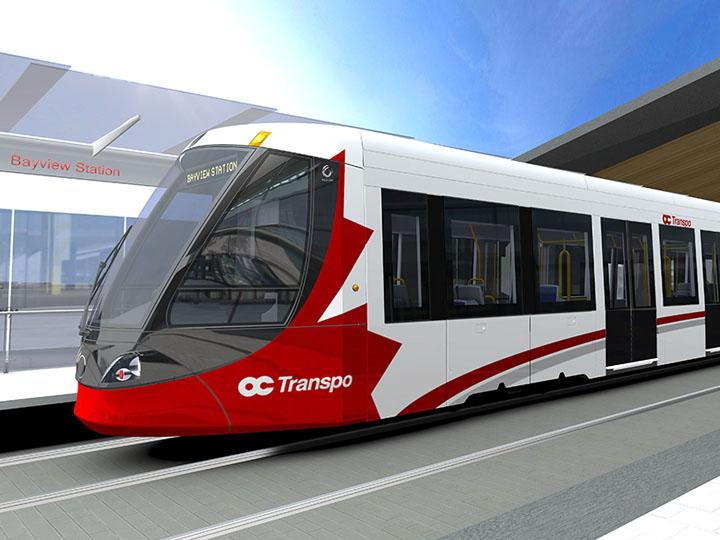 Bayview Station
BAYVIEW STATION
OC Transpo
OC Transpo